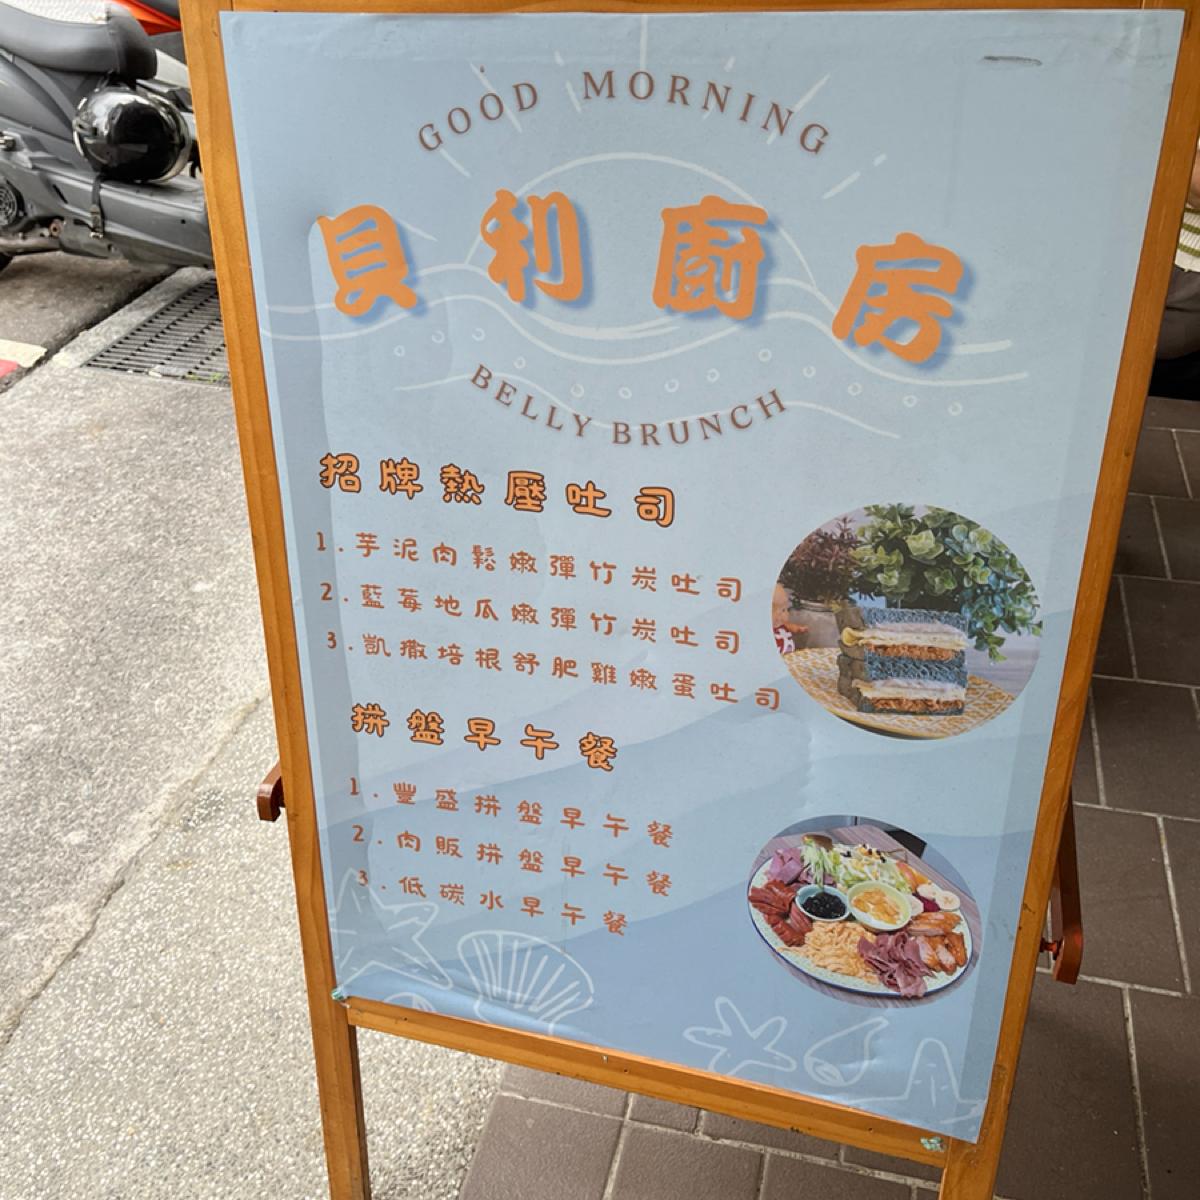 GOOD MORNING
貝利廚房
BELLY BRUNCH
招牌熱壓吐司
1.芋泥肉鬆嫩彈竹炭吐司
2.藍莓地瓜嫩彈竹炭吐司
3.凱撒培根舒肥雞嫩蛋吐司
拼盤早午餐
1.豐盛拼盤早午餐
2.肉販拼盤早午餐
3.低碳水早午餐